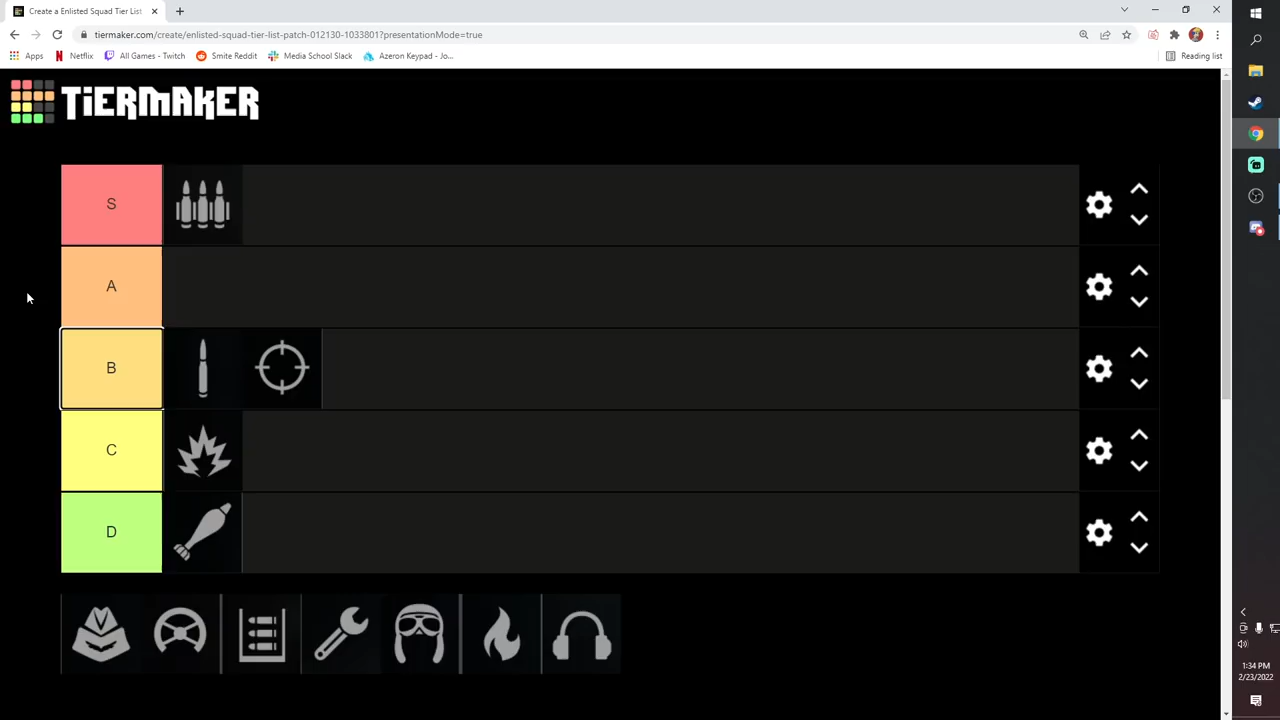 Create a Enlisted Squad Tier List
tiermaker.com/create/enlisted-squad-tier-list-patch-012130-1033801?presentationMode=true
Apps
Netflix
All Games - Twitch
Smite Reddit
Media School Slack
Azeron Keypad - Jo...
Reading list
TiERMAKER
S
A
B
C
D
1:34 PM
2/23/2022